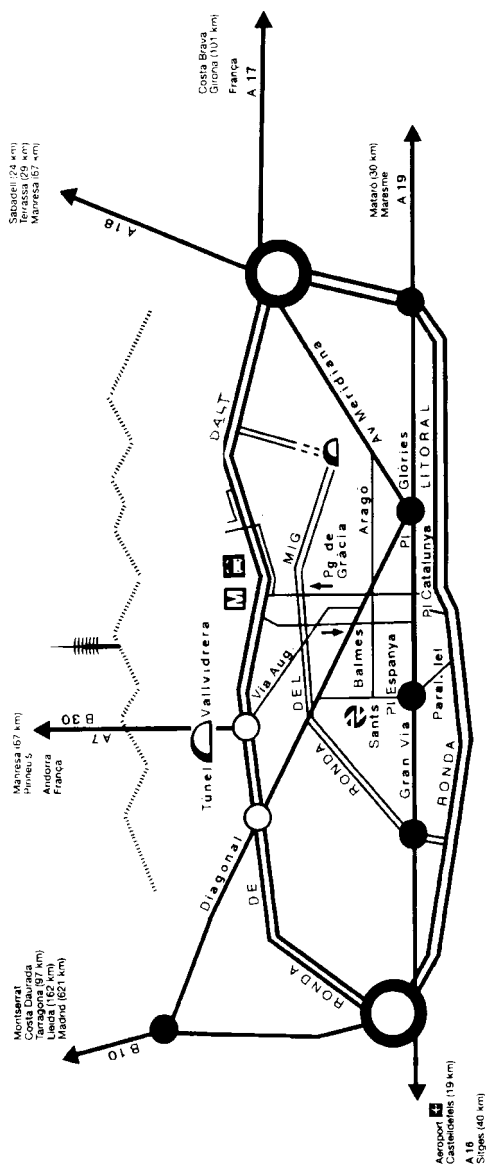 Montserrat
Costa Daurada
Tarragona (97 km)
Lleida (162 km)
Madrid (621 km)
B 10
Manresa (67 km)
Pirineus
Andorra
França
A 7
B 30
Sabadell (24 km)
Terrassa (29 km)
Manresa (67 km)
A 18
Costa Brava
Girona (101 km)
França
A 17
Mataró (30 km)
Maresme
A 19
Aeroport
Castelldefels (19 km)
A 16
Sitges (40 km)
Túnel Vallvidrera
Diagonal
RONDA DE DALT
M
Via Aug
RONDA DEL MIG
Balmes
Pg de
Gràcia
Aragó
Av Meridiana
Sants
Pl Espanya
Gran Via
Pl Glòries
Pl Catalunya
Paral.lel
RONDA LITORAL